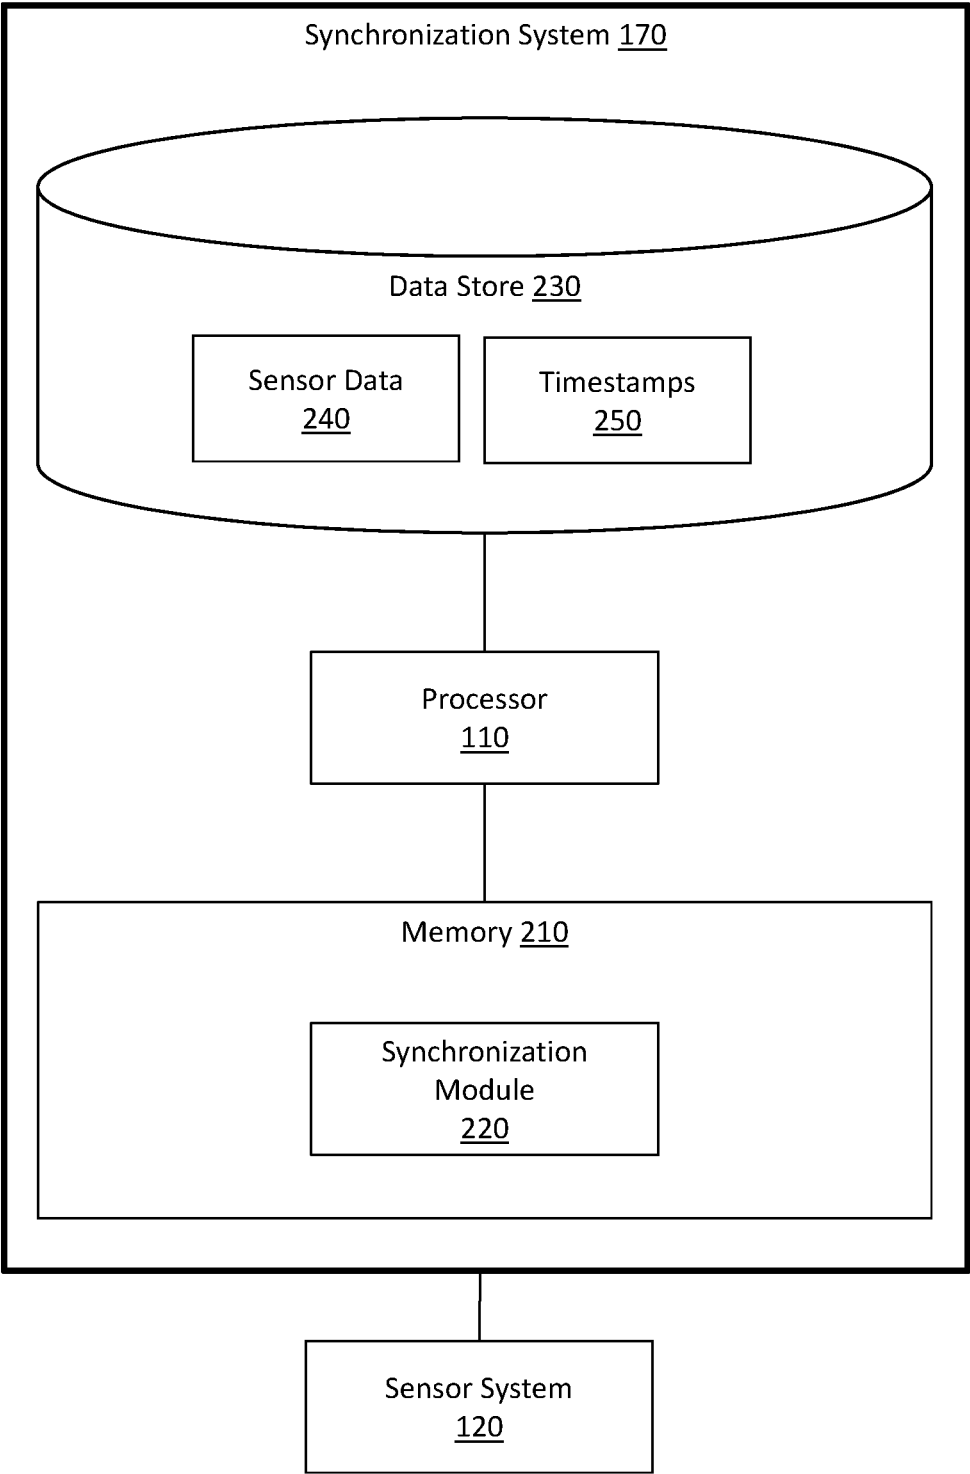 Synchronization System 170
Data Store 230
Sensor Data
240
Timestamps
250
Processor
110
Memory 210
Synchronization
Module
220
Sensor System
120